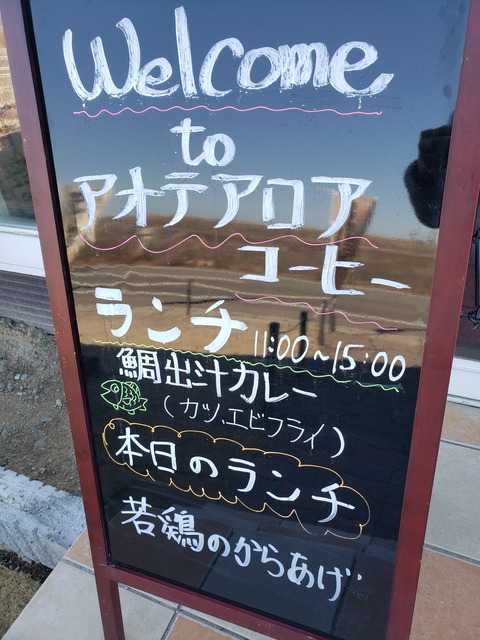 Welcome
to
アオテアロア
コーヒー
ランチ 11:00~15:00
鯛出汁カレー
(カツ、エビフライ)
本日のランチ
若鶏のからあげ